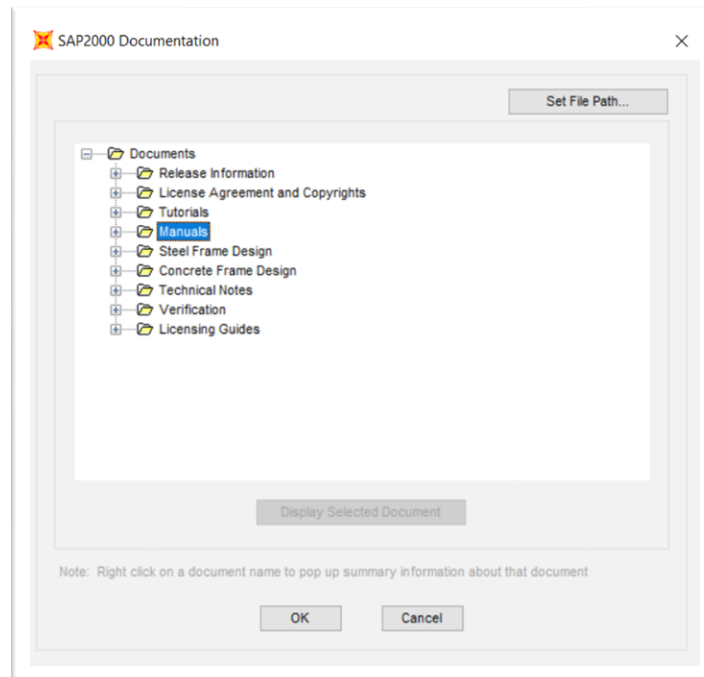 SAP2000 Documentation
Set File Path...
Documents
Release Information
License Agreement and Copyrights
Tutorials
Manuals
Steel Frame Design
Concrete Frame Design
Technical Notes
Verification
Licensing Guides
Display Selected Document
Note: Right click on a document name to pop up summary information about that document
OK Cancel